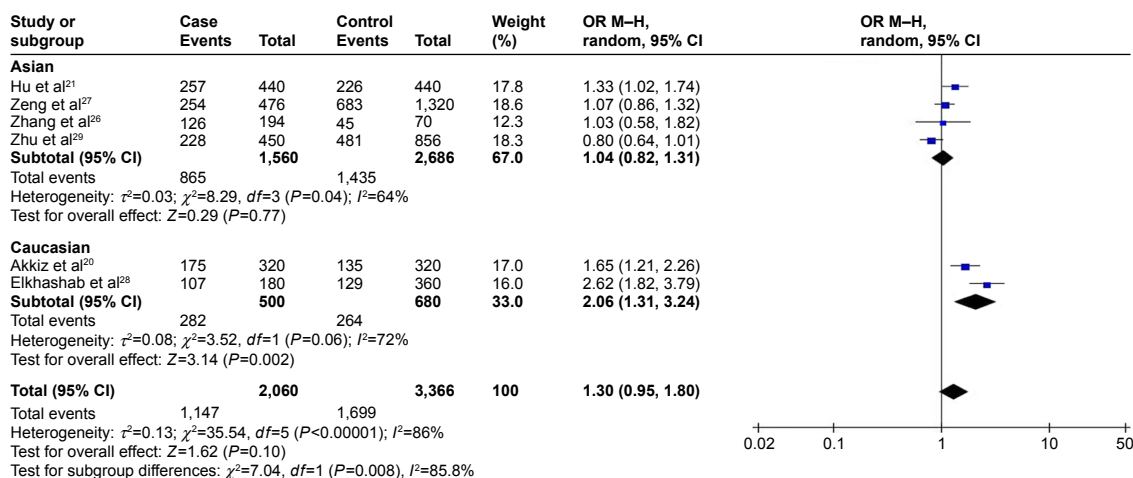 Study or subgroup Case Events Total Control Events Total Weight (%) OR M–H, random, 95% CI OR M–H, random, 95% CI
Asian
Hu et al²¹ 257 440 226 440 17.8 1.33 (1.02, 1.74)
Zeng et al²⁷ 254 476 683 1,320 18.6 1.07 (0.86, 1.32)
Zhang et al²⁶ 126 194 45 70 12.3 1.03 (0.58, 1.82)
Zhu et al²⁹ 228 450 481 856 18.3 0.80 (0.64, 1.01)
Subtotal (95% CI) 1,560 2,686 67.0 1.04 (0.82, 1.31)
Total events 865 1,435
Heterogeneity: τ²=0.03; χ²=8.29, df=3 (P=0.04); I²=64%
Test for overall effect: Z=0.29 (P=0.77)
Caucasian
Akkiz et al²⁰ 175 320 135 320 17.0 1.65 (1.21, 2.26)
Elkhashab et al²⁸ 107 180 129 360 16.0 2.62 (1.82, 3.79)
Subtotal (95% CI) 500 680 33.0 2.06 (1.31, 3.24)
Total events 282 264
Heterogeneity: τ²=0.08; χ²=3.52, df=1 (P=0.06); I²=72%
Test for overall effect: Z=3.14 (P=0.002)
Total (95% CI) 2,060 3,366 100 1.30 (0.95, 1.80)
Total events 1,147 1,699
Heterogeneity: τ²=0.13; χ²=35.54, df=5 (P<0.00001); I²=86%
Test for overall effect: Z=1.62 (P=0.10)
Test for subgroup differences: χ²=7.04, df=1 (P=0.008), I²=85.8%
0.02 0.1 1 10 50